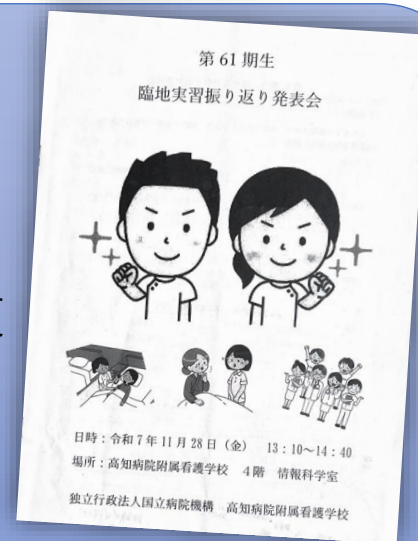 第61期生
臨地実習振り返り発表会
日時：令和7年11月28日（金）　13：10～14：40
場所：高知病院附属看護学校　4階　情報科学室
独立行政法人国立病院機構　高知病院附属看護学校